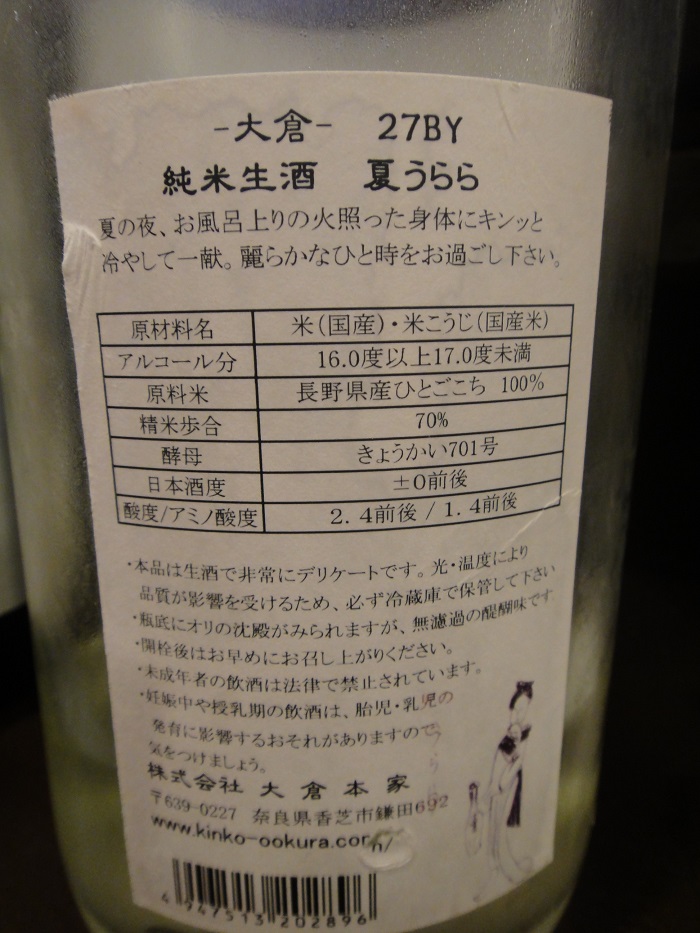 -大倉- 27BY
純米生酒 夏うらら
夏の夜、お風呂上りの火照った身体にキンッと
冷やして一献。麗らかなひと時をお過ごし下さい。
原材料名 米(国産)・米こうじ(国産米)
アルコール分 16.0度以上17.0度未満
原料米 長野県産ひとごこち 100%
精米歩合 70%
酵母 きょうかい701号
日本酒度 ±0前後
酸度/アミノ酸度 2.4前後 / 1.4前後
・本品は生酒で非常にデリケートです。光・温度により
品質が影響を受けるため、必ず冷蔵庫で保管して下さい
・瓶底にオリの沈殿がみられますが、無濾過の醍醐味です
・開栓後はお早めにお召し上がりください。
・未成年者の飲酒は法律で禁止されています。
・妊娠中や授乳期の飲酒は、胎児・乳児の
発育に影響するおそれがありますので
気をつけましょう。
株式会社 大倉本家
〒639-0227 奈良県香芝市鎌田692
www.kinko-ookura.com/
4 947513 202896